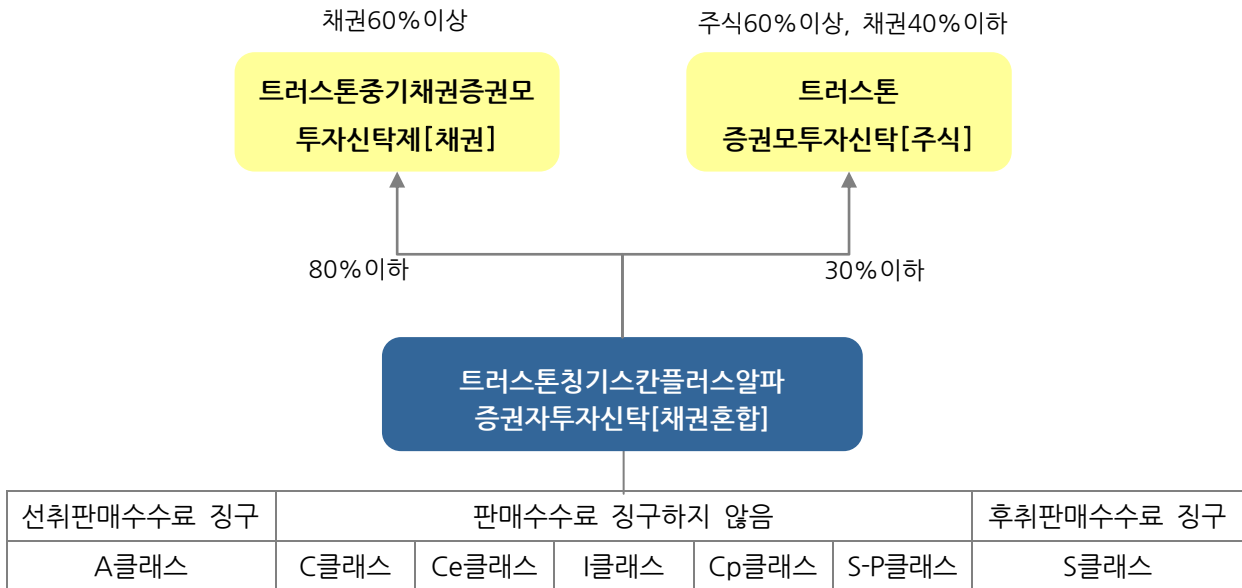 채권60%이상
주식60%이상, 채권40%이하
트러스톤중기채권증권모
투자신탁제[채권]
트러스톤
증권모투자신탁[주식]
80%이하
30%이하
트러스톤칭기스칸플러스알파
증권자투자신탁[채권혼합]
선취판매수수료 징구
판매수수료 징구하지 않음
후취판매수수료 징구
A클래스
C클래스
Ce클래스
I클래스
Cp클래스
S-P클래스
S클래스